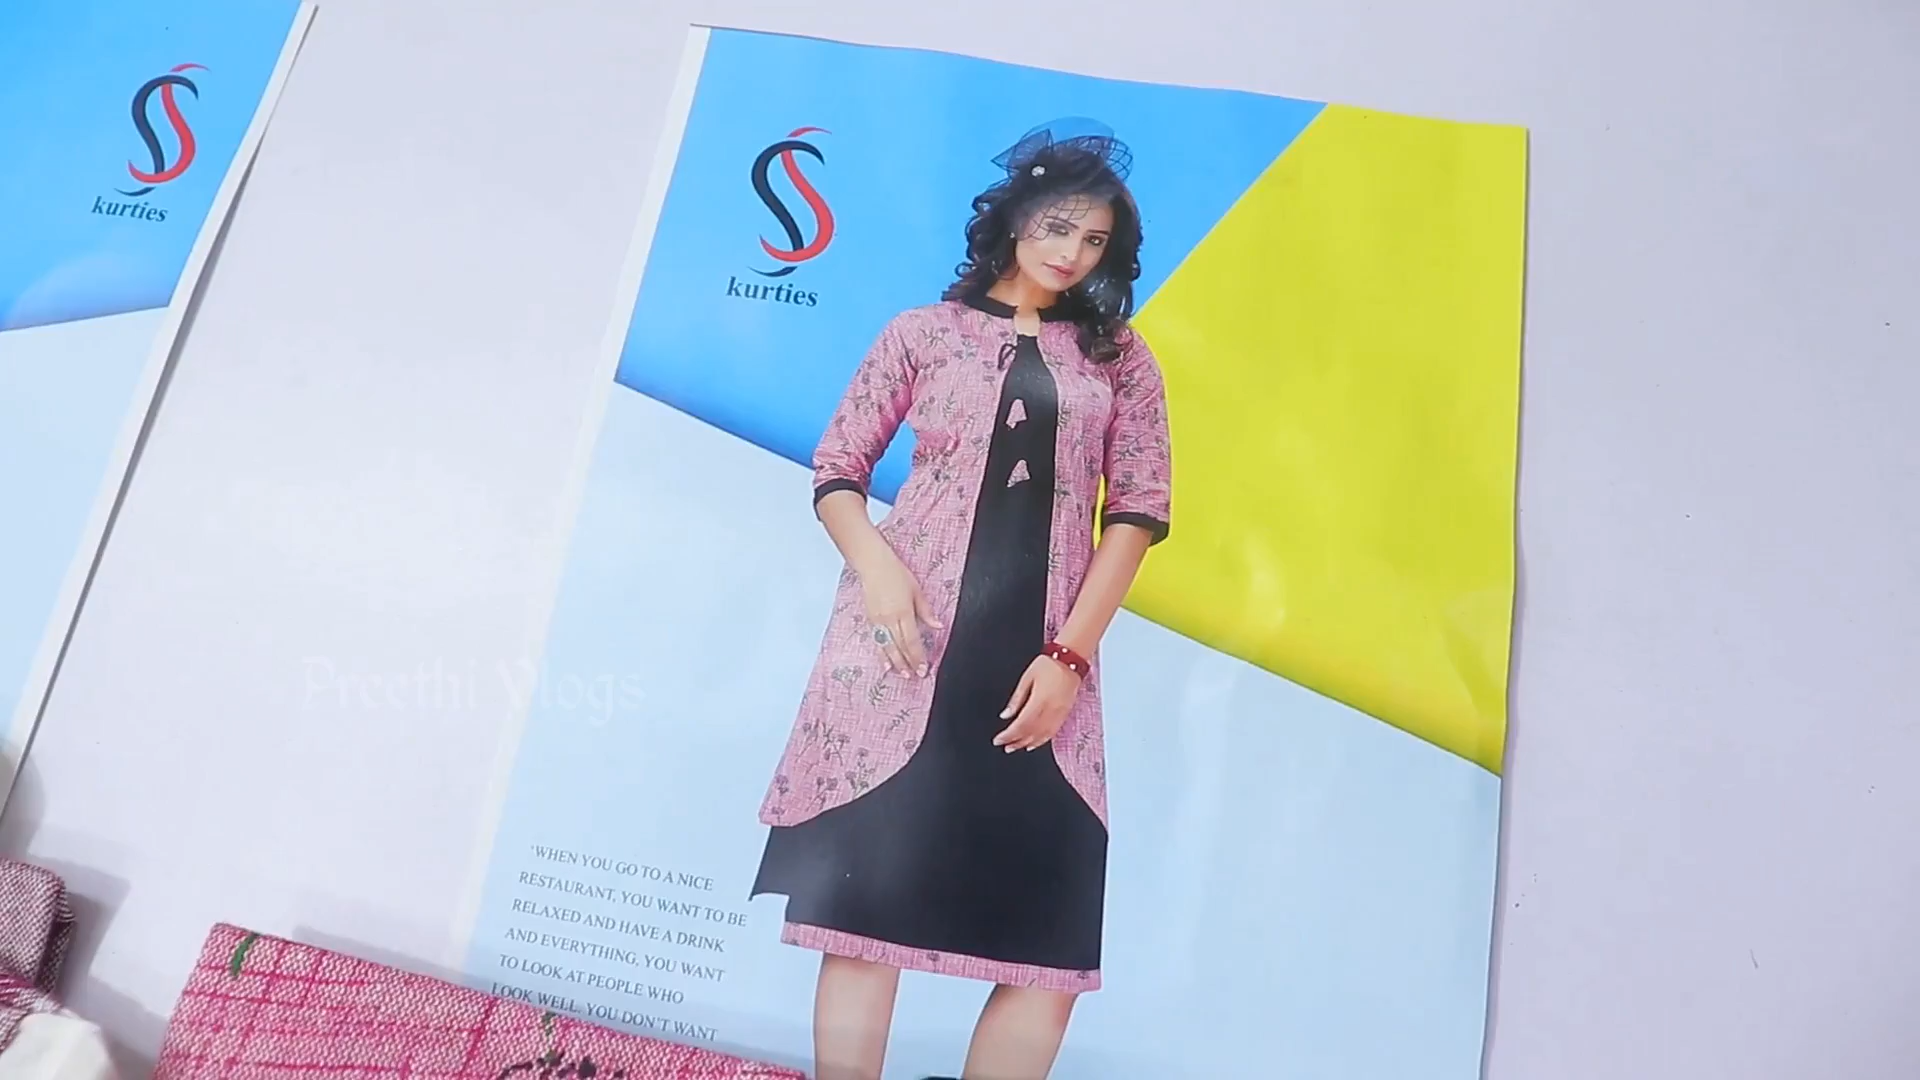 kurties
kurties
Preethi Vlogs
'WHEN YOU GO TO A NICE
RESTAURANT, YOU WANT TO BE
RELAXED AND HAVE A DRINK
AND EVERYTHING, YOU WANT
TO LOOK AT PEOPLE WHO
LOOK WELL. YOU DON'T WANT